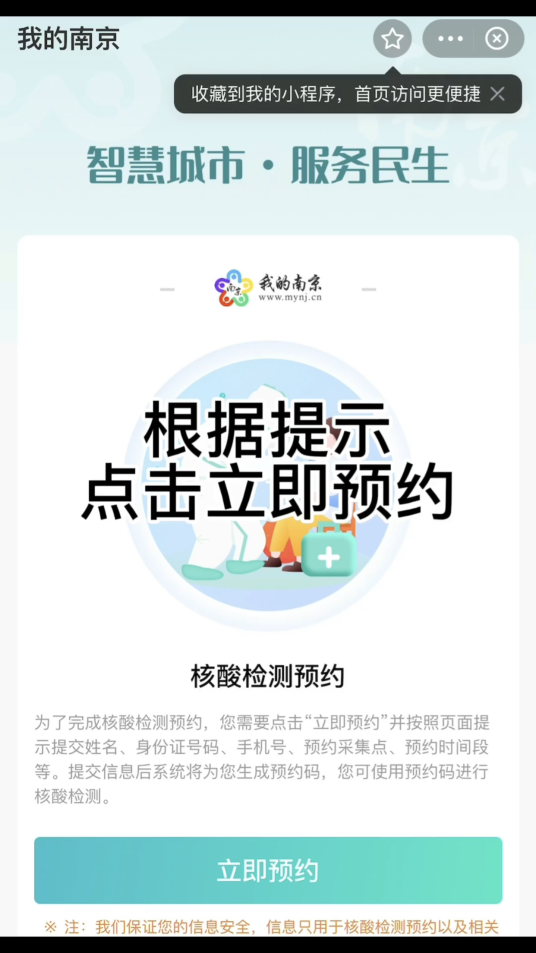 我的南京
收藏到我的小程序，首页访问更便捷
智慧城市·服务民生
我的南京
www.mynj.cn
根据提示
点击立即预约
核酸检测预约
为了完成核酸检测预约，您需要点击“立即预约”并按照页面提
示提交姓名、身份证号码、手机号、预约采集点、预约时间段
等。提交信息后系统将为您生成预约码，您可使用预约码进行
核酸检测。
立即预约
※ 注：我们保证您的信息安全，信息只用于核酸检测预约以及相关